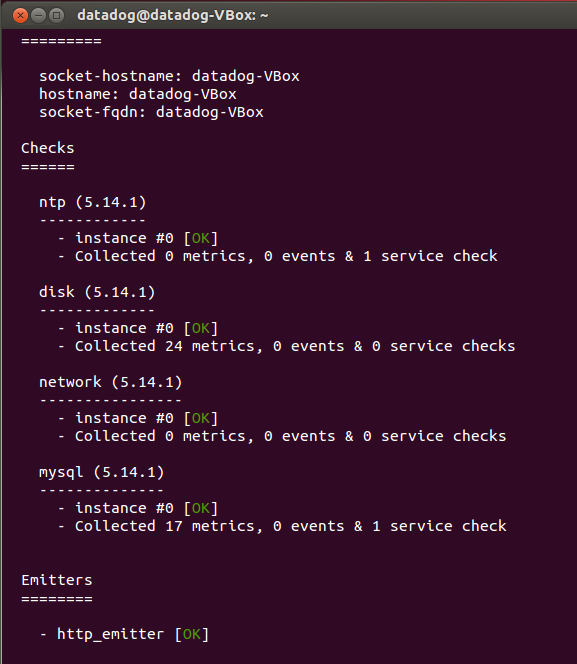 datadog@datadog-VBox: ~
=========
socket-hostname: datadog-VBox
hostname: datadog-VBox
socket-fqdn: datadog-VBox
Checks
======
ntp (5.14.1)
------------
- instance #0 [OK]
- Collected 0 metrics, 0 events & 1 service check
disk (5.14.1)
-------------
- instance #0 [OK]
- Collected 24 metrics, 0 events & 0 service checks
network (5.14.1)
----------------
- instance #0 [OK]
- Collected 0 metrics, 0 events & 0 service checks
mysql (5.14.1)
--------------
- instance #0 [OK]
- Collected 17 metrics, 0 events & 1 service check
Emitters
========
- http_emitter [OK]